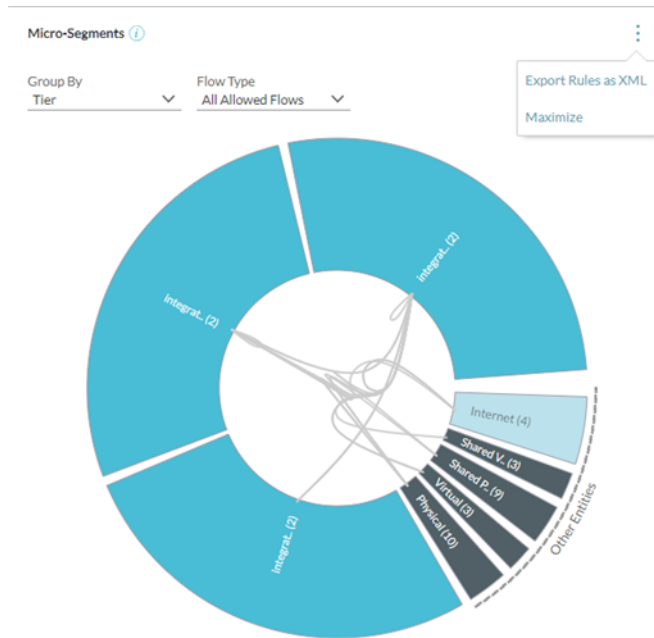 Micro-Segments
Export Rules as XML
Maximize
Group By
Tier
Flow Type
All Allowed Flows
integrat.. (2)
Integrat.. (2)
Integrat.. (2)
Internet (4)
Shared V.. (3)
Shared P.. (9)
Virtual (3)
Physical (10)
Other Entities